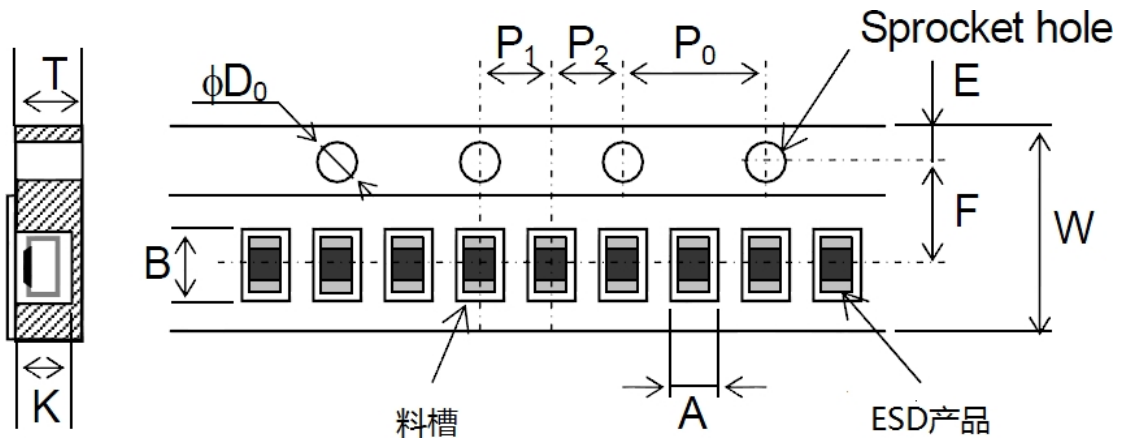 Sprocket hole
P₁
P₂
P₀
T
E
ϕD₀
F
W
B
K
A
料槽
ESD产品